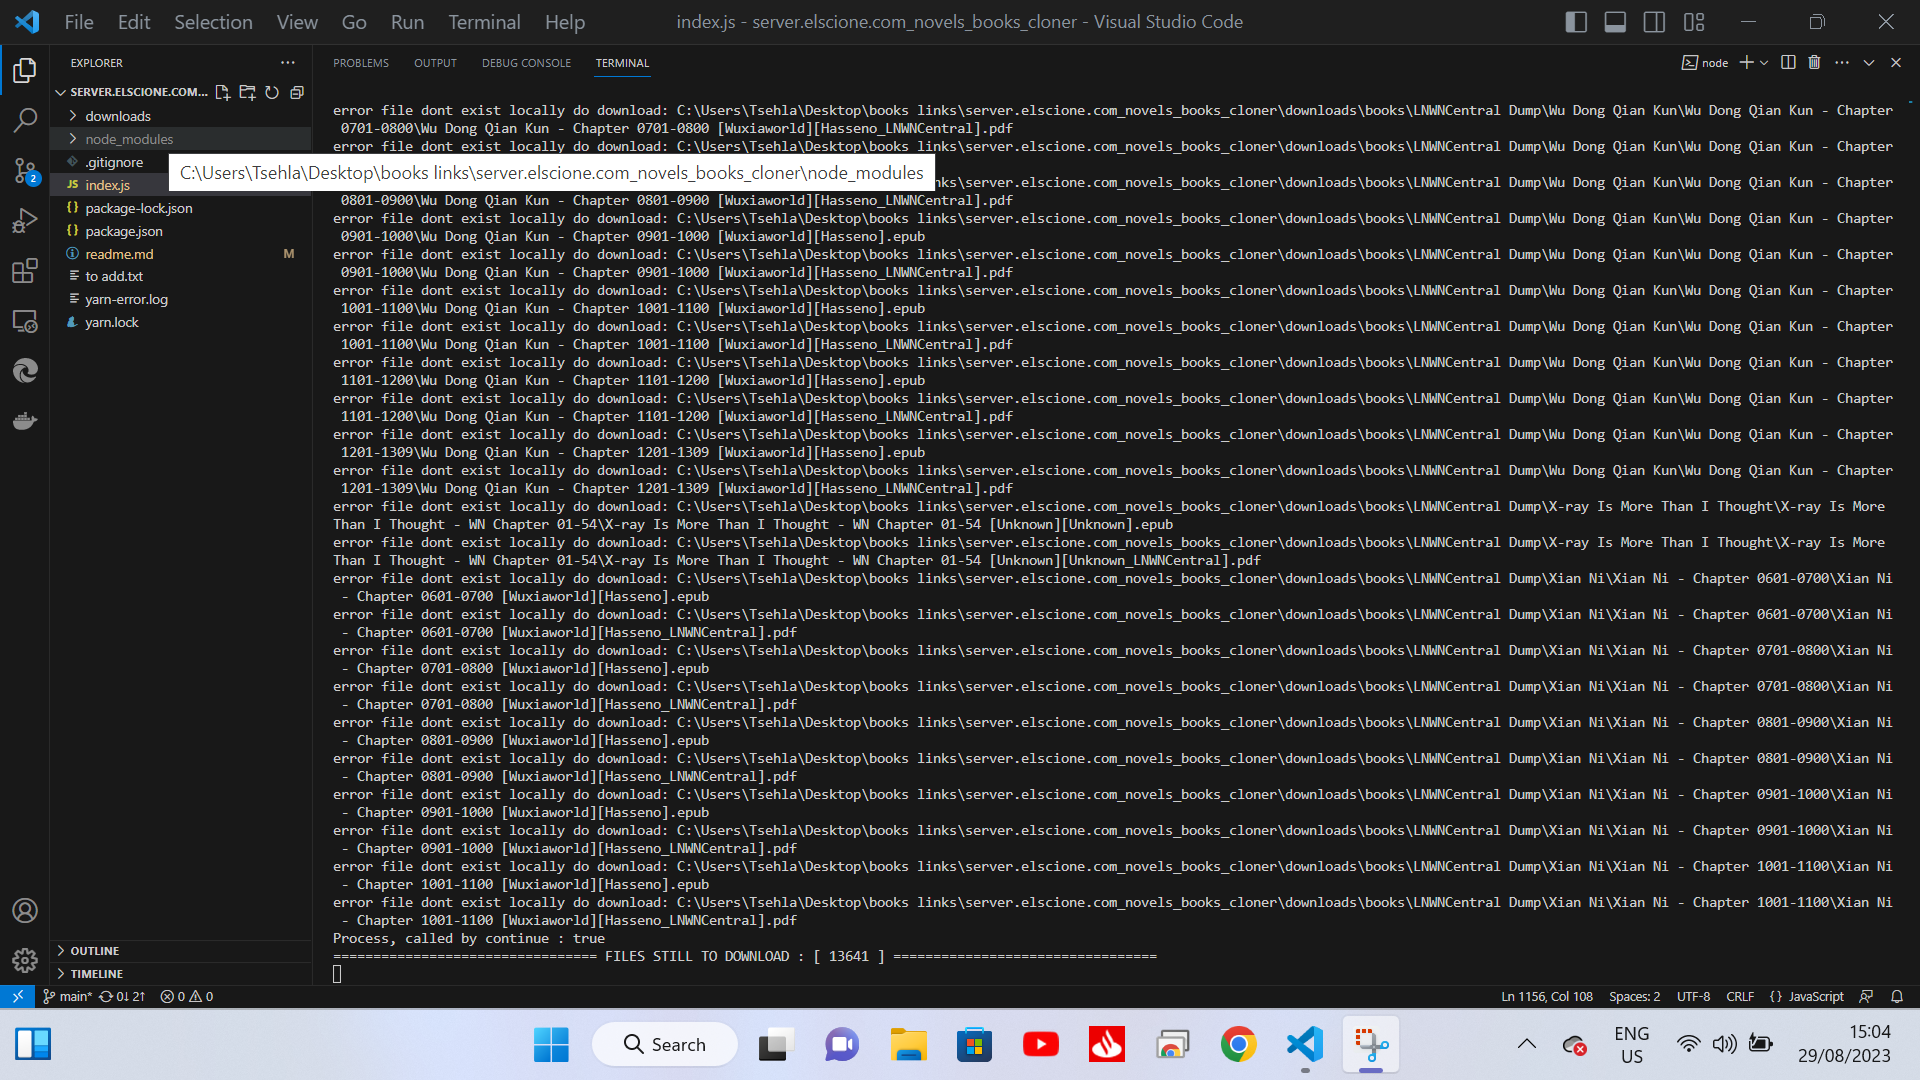 File Edit Selection View Go Run Terminal Help
index.js - server.elscione.com_novels_books_cloner - Visual Studio Code
EXPLORER
SERVER.ELSCIONE.COM...
downloads
node_modules
.gitignore
JS index.js
{} package-lock.json
{} package.json
readme.md M
to add.txt
yarn-error.log
yarn.lock
OUTLINE
TIMELINE
2
PROBLEMS OUTPUT DEBUG CONSOLE TERMINAL
node
error file dont exist locally do download: C:\Users\Tsehla\Desktop\books links\server.elscione.com_novels_books_cloner\downloads\books\LNWNCentral Dump\Wu Dong Qian Kun\Wu Dong Qian Kun - Chapter
0701-0800\Wu Dong Qian Kun - Chapter 0701-0800 [Wuxiaworld][Hasseno_LNWNCentral].pdf
error file dont exist locally do download: C:\Users\Tsehla\Desktop\books links\server.elscione.com_novels_books_cloner\downloads\books\LNWNCentral Dump\Wu Dong Qian Kun\Wu Dong Qian Kun - Chapter
C:\Users\Tsehla\Desktop\books links\server.elscione.com_novels_books_cloner\node_modules
error file dont exist locally do download: C:\Users\Tsehla\Desktop\books links\server.elscione.com_novels_books_cloner\downloads\books\LNWNCentral Dump\Wu Dong Qian Kun\Wu Dong Qian Kun - Chapter
0801-0900\Wu Dong Qian Kun - Chapter 0801-0900 [Wuxiaworld][Hasseno_LNWNCentral].pdf
error file dont exist locally do download: C:\Users\Tsehla\Desktop\books links\server.elscione.com_novels_books_cloner\downloads\books\LNWNCentral Dump\Wu Dong Qian Kun\Wu Dong Qian Kun - Chapter
0901-1000\Wu Dong Qian Kun - Chapter 0901-1000 [Wuxiaworld][Hasseno].epub
error file dont exist locally do download: C:\Users\Tsehla\Desktop\books links\server.elscione.com_novels_books_cloner\downloads\books\LNWNCentral Dump\Wu Dong Qian Kun\Wu Dong Qian Kun - Chapter
0901-1000\Wu Dong Qian Kun - Chapter 0901-1000 [Wuxiaworld][Hasseno_LNWNCentral].pdf
error file dont exist locally do download: C:\Users\Tsehla\Desktop\books links\server.elscione.com_novels_books_cloner\downloads\books\LNWNCentral Dump\Wu Dong Qian Kun\Wu Dong Qian Kun - Chapter
1001-1100\Wu Dong Qian Kun - Chapter 1001-1100 [Wuxiaworld][Hasseno].epub
error file dont exist locally do download: C:\Users\Tsehla\Desktop\books links\server.elscione.com_novels_books_cloner\downloads\books\LNWNCentral Dump\Wu Dong Qian Kun\Wu Dong Qian Kun - Chapter
1001-1100\Wu Dong Qian Kun - Chapter 1001-1100 [Wuxiaworld][Hasseno_LNWNCentral].pdf
error file dont exist locally do download: C:\Users\Tsehla\Desktop\books links\server.elscione.com_novels_books_cloner\downloads\books\LNWNCentral Dump\Wu Dong Qian Kun\Wu Dong Qian Kun - Chapter
1101-1200\Wu Dong Qian Kun - Chapter 1101-1200 [Wuxiaworld][Hasseno].epub
error file dont exist locally do download: C:\Users\Tsehla\Desktop\books links\server.elscione.com_novels_books_cloner\downloads\books\LNWNCentral Dump\Wu Dong Qian Kun\Wu Dong Qian Kun - Chapter
1101-1200\Wu Dong Qian Kun - Chapter 1101-1200 [Wuxiaworld][Hasseno_LNWNCentral].pdf
error file dont exist locally do download: C:\Users\Tsehla\Desktop\books links\server.elscione.com_novels_books_cloner\downloads\books\LNWNCentral Dump\Wu Dong Qian Kun\Wu Dong Qian Kun - Chapter
1201-1309\Wu Dong Qian Kun - Chapter 1201-1309 [Wuxiaworld][Hasseno].epub
error file dont exist locally do download: C:\Users\Tsehla\Desktop\books links\server.elscione.com_novels_books_cloner\downloads\books\LNWNCentral Dump\Wu Dong Qian Kun\Wu Dong Qian Kun - Chapter
1201-1309\Wu Dong Qian Kun - Chapter 1201-1309 [Wuxiaworld][Hasseno_LNWNCentral].pdf
error file dont exist locally do download: C:\Users\Tsehla\Desktop\books links\server.elscione.com_novels_books_cloner\downloads\books\LNWNCentral Dump\X-ray Is More Than I Thought\X-ray Is More
Than I Thought - WN Chapter 01-54\X-ray Is More Than I Thought - WN Chapter 01-54 [Unknown][Unknown].epub
error file dont exist locally do download: C:\Users\Tsehla\Desktop\books links\server.elscione.com_novels_books_cloner\downloads\books\LNWNCentral Dump\X-ray Is More Than I Thought\X-ray Is More
Than I Thought - WN Chapter 01-54\X-ray Is More Than I Thought - WN Chapter 01-54 [Unknown][Unknown_LNWNCentral].pdf
error file dont exist locally do download: C:\Users\Tsehla\Desktop\books links\server.elscione.com_novels_books_cloner\downloads\books\LNWNCentral Dump\Xian Ni\Xian Ni - Chapter 0601-0700\Xian Ni
- Chapter 0601-0700 [Wuxiaworld][Hasseno].epub
error file dont exist locally do download: C:\Users\Tsehla\Desktop\books links\server.elscione.com_novels_books_cloner\downloads\books\LNWNCentral Dump\Xian Ni\Xian Ni - Chapter 0601-0700\Xian Ni
- Chapter 0601-0700 [Wuxiaworld][Hasseno_LNWNCentral].pdf
error file dont exist locally do download: C:\Users\Tsehla\Desktop\books links\server.elscione.com_novels_books_cloner\downloads\books\LNWNCentral Dump\Xian Ni\Xian Ni - Chapter 0701-0800\Xian Ni
- Chapter 0701-0800 [Wuxiaworld][Hasseno].epub
error file dont exist locally do download: C:\Users\Tsehla\Desktop\books links\server.elscione.com_novels_books_cloner\downloads\books\LNWNCentral Dump\Xian Ni\Xian Ni - Chapter 0701-0800\Xian Ni
- Chapter 0701-0800 [Wuxiaworld][Hasseno_LNWNCentral].pdf
error file dont exist locally do download: C:\Users\Tsehla\Desktop\books links\server.elscione.com_novels_books_cloner\downloads\books\LNWNCentral Dump\Xian Ni\Xian Ni - Chapter 0801-0900\Xian Ni
- Chapter 0801-0900 [Wuxiaworld][Hasseno].epub
error file dont exist locally do download: C:\Users\Tsehla\Desktop\books links\server.elscione.com_novels_books_cloner\downloads\books\LNWNCentral Dump\Xian Ni\Xian Ni - Chapter 0801-0900\Xian Ni
- Chapter 0801-0900 [Wuxiaworld][Hasseno_LNWNCentral].pdf
error file dont exist locally do download: C:\Users\Tsehla\Desktop\books links\server.elscione.com_novels_books_cloner\downloads\books\LNWNCentral Dump\Xian Ni\Xian Ni - Chapter 0901-1000\Xian Ni
- Chapter 0901-1000 [Wuxiaworld][Hasseno].epub
error file dont exist locally do download: C:\Users\Tsehla\Desktop\books links\server.elscione.com_novels_books_cloner\downloads\books\LNWNCentral Dump\Xian Ni\Xian Ni - Chapter 0901-1000\Xian Ni
- Chapter 0901-1000 [Wuxiaworld][Hasseno_LNWNCentral].pdf
error file dont exist locally do download: C:\Users\Tsehla\Desktop\books links\server.elscione.com_novels_books_cloner\downloads\books\LNWNCentral Dump\Xian Ni\Xian Ni - Chapter 1001-1100\Xian Ni
- Chapter 1001-1100 [Wuxiaworld][Hasseno].epub
error file dont exist locally do download: C:\Users\Tsehla\Desktop\books links\server.elscione.com_novels_books_cloner\downloads\books\LNWNCentral Dump\Xian Ni\Xian Ni - Chapter 1001-1100\Xian Ni
- Chapter 1001-1100 [Wuxiaworld][Hasseno_LNWNCentral].pdf
Process, called by continue : true
================================= FILES STILL TO DOWNLOAD : [ 13641 ] =================================
main* 0↓ 2↑ 0 0
Ln 1156, Col 108 Spaces: 2 UTF-8 CRLF {} JavaScript
Search
ENG
US
15:04
29/08/2023